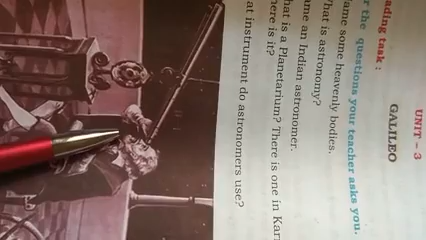 UNIT – 3
GALILEO
ading task :
r the questions your teacher asks you.
ame some heavenly bodies.
What is astronomy?
ame an Indian astronomer.
hat is a Planetarium? There is one in Kar
here is it?
at instrument do astronomers use?